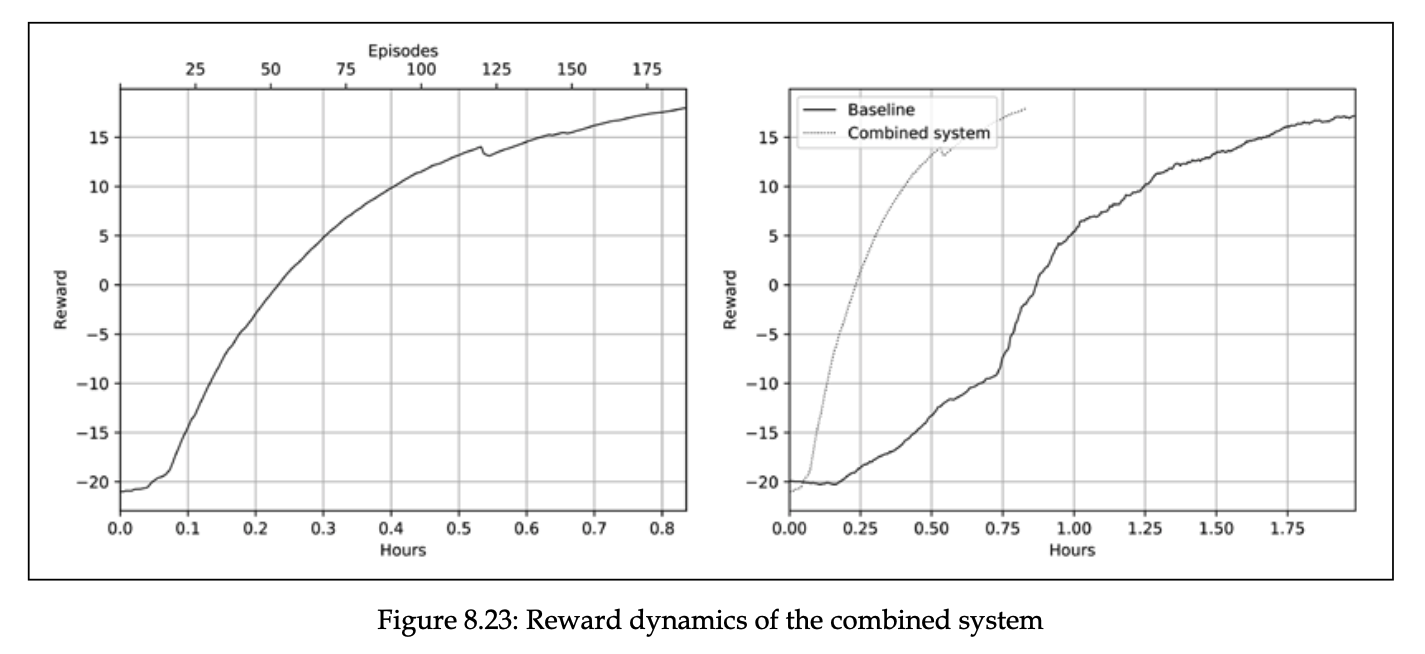 Episodes
25 50 75 100 125 150 175
15
10
5
0
−5
−10
−15
−20
Reward
0.0 0.1 0.2 0.3 0.4 0.5 0.6 0.7 0.8
Hours
Baseline
Combined system
15
10
5
0
−5
−10
−15
−20
Reward
0.00 0.25 0.50 0.75 1.00 1.25 1.50 1.75
Hours
Figure 8.23: Reward dynamics of the combined system